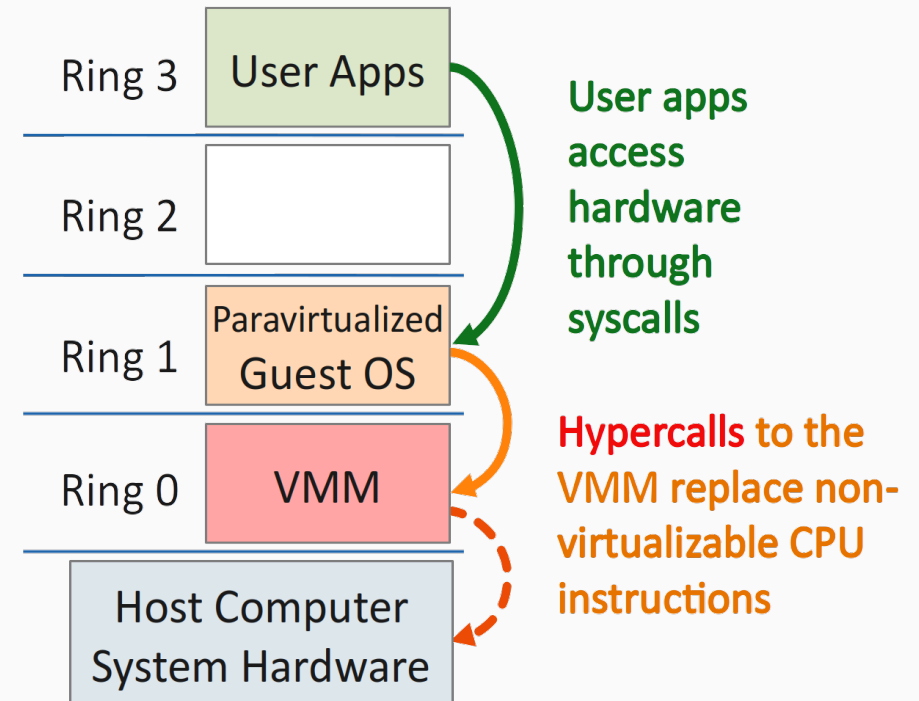 Ring 3
User Apps
User apps
access
hardware
through
syscalls
Ring 2
Ring 1
Paravirtualized
Guest OS
Hypercalls to the
VMM replace non-
virtualizable CPU
instructions
Ring 0
VMM
Host Computer
System Hardware